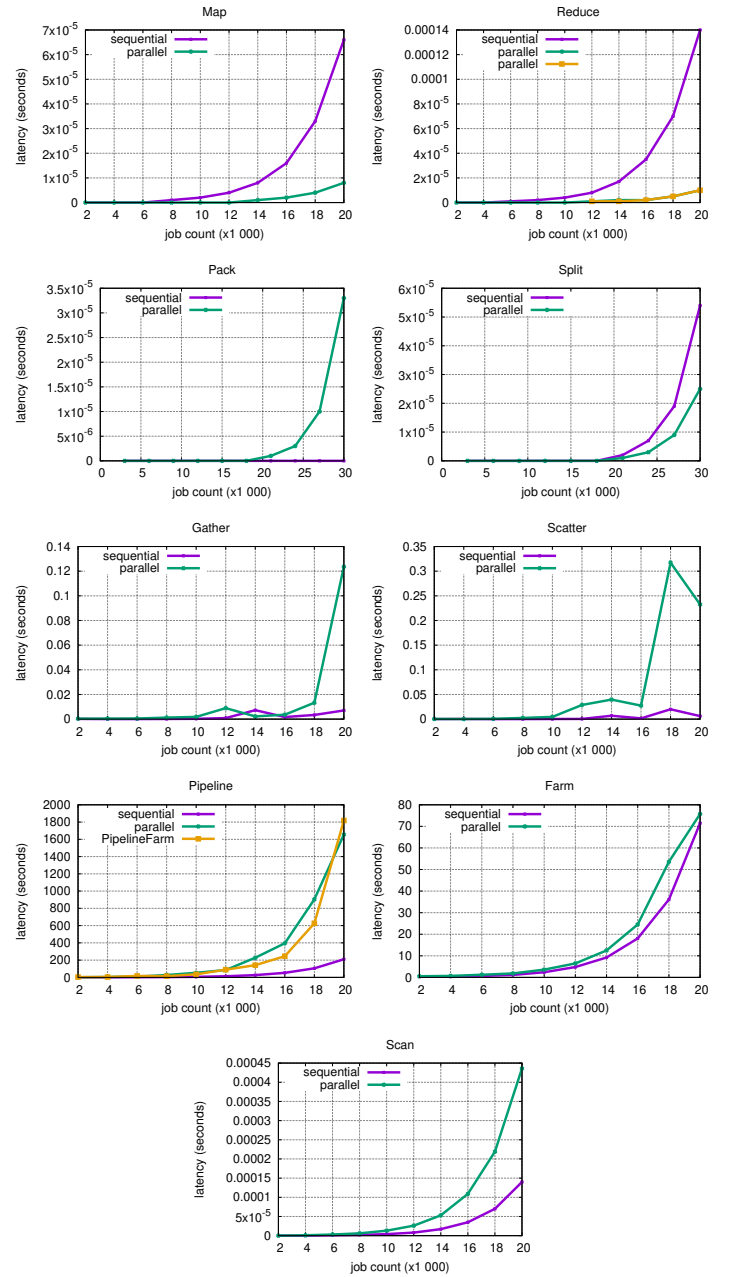 Map
7x10-5
6x10-5
5x10-5
4x10-5
3x10-5
2x10-5
1x10-5
0
2 4 6 8 10 12 14 16 18 20
latency (seconds)
job count (x1 000)
sequential
parallel
Reduce
0.00014
0.00012
0.0001
8x10-5
6x10-5
4x10-5
2x10-5
0
2 4 6 8 10 12 14 16 18 20
latency (seconds)
job count (x1 000)
sequential
parallel
parallel
Pack
3.5x10-5
3x10-5
2.5x10-5
2x10-5
1.5x10-5
1x10-5
5x10-6
0
0 5 10 15 20 25 30
latency (seconds)
job count (x1 000)
sequential
parallel
Split
6x10-5
5x10-5
4x10-5
3x10-5
2x10-5
1x10-5
0
0 5 10 15 20 25 30
latency (seconds)
job count (x1 000)
sequential
parallel
Gather
0.14
0.12
0.1
0.08
0.06
0.04
0.02
0
2 4 6 8 10 12 14 16 18 20
latency (seconds)
job count (x1 000)
sequential
parallel
Scatter
0.35
0.3
0.25
0.2
0.15
0.1
0.05
0
2 4 6 8 10 12 14 16 18 20
latency (seconds)
job count (x1 000)
sequential
parallel
Pipeline
2000
1800
1600
1400
1200
1000
800
600
400
200
0
2 4 6 8 10 12 14 16 18 20
latency (seconds)
job count (x1 000)
sequential
parallel
PipelineFarm
Farm
80
70
60
50
40
30
20
10
0
2 4 6 8 10 12 14 16 18 20
latency (seconds)
job count (x1 000)
sequential
parallel
Scan
0.00045
0.0004
0.00035
0.0003
0.00025
0.0002
0.00015
0.0001
5x10-5
0
2 4 6 8 10 12 14 16 18 20
latency (seconds)
job count (x1 000)
sequential
parallel